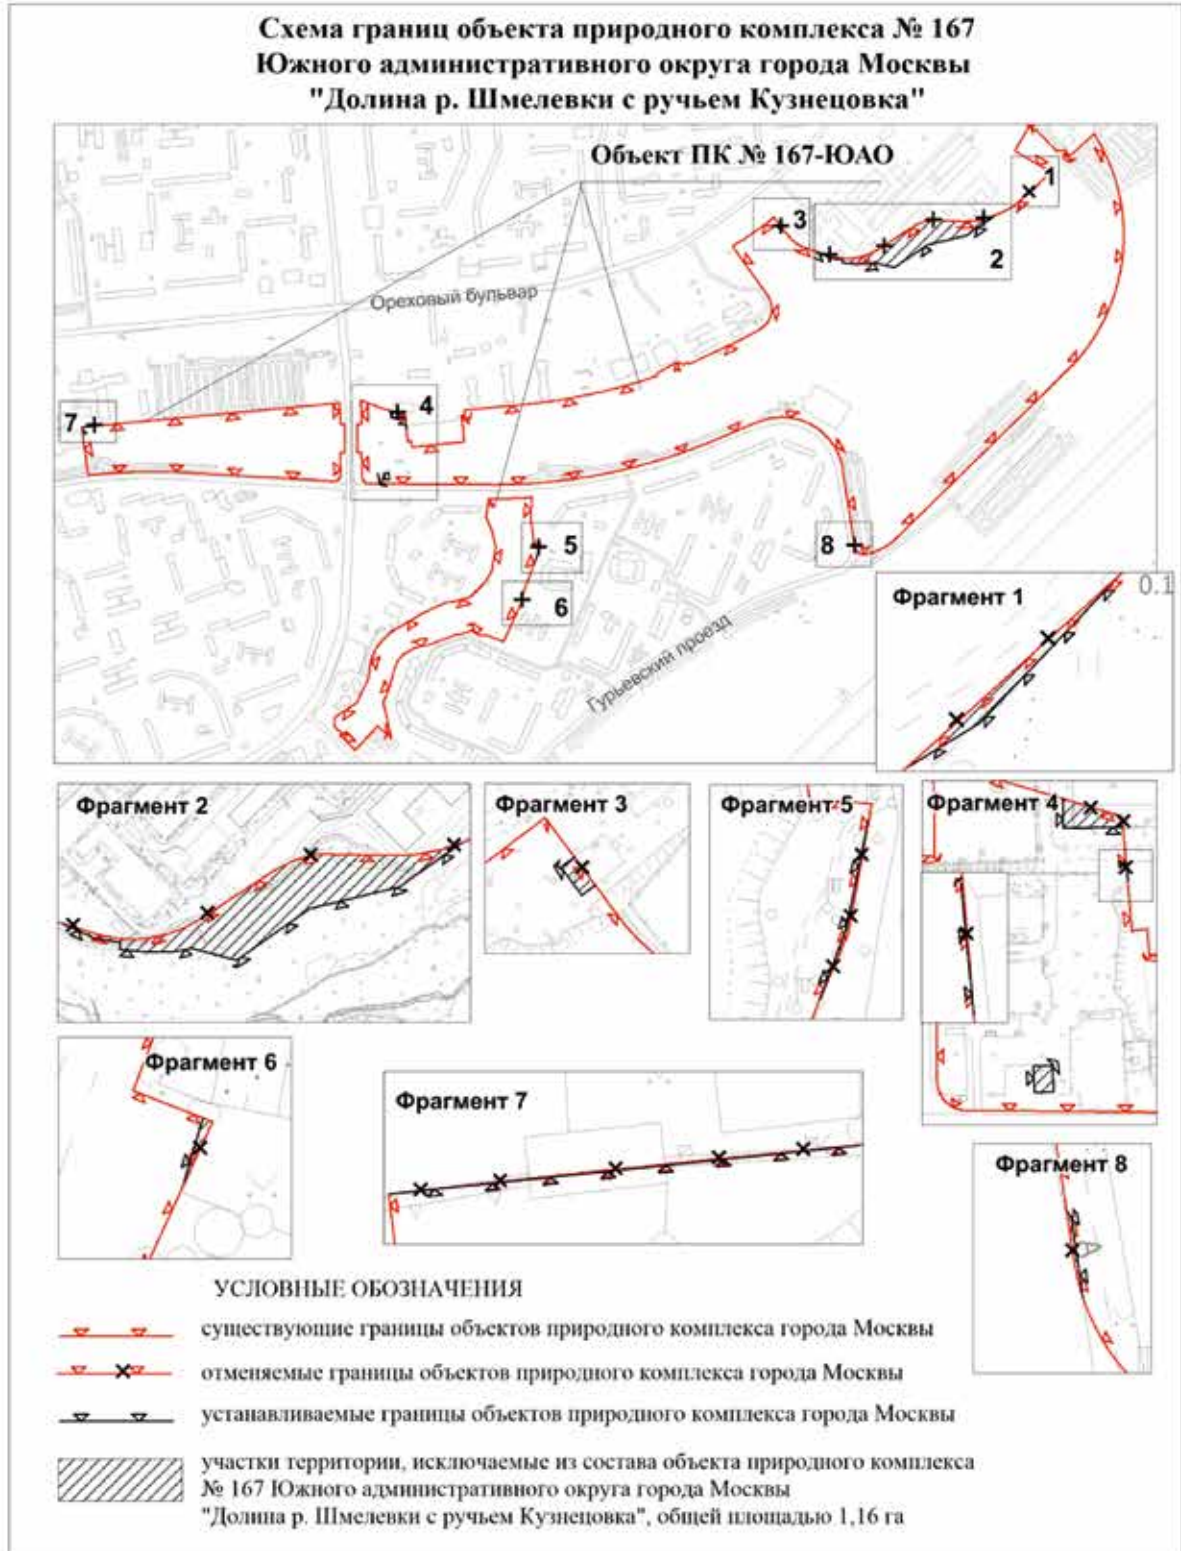 Схема границ объекта природного комплекса № 167
Южного административного округа города Москвы
"Долина р. Шмелевки с ручьем Кузнецовка"
Объект ПК № 167-ЮАО
1
3
2
Ореховый бульвар
7
4
5
8
6
Гурьевский проезд
Фрагмент 1
0.1
Фрагмент 2
Фрагмент 3
Фрагмент 5
Фрагмент 4
Фрагмент 6
Фрагмент 7
Фрагмент 8
УСЛОВНЫЕ ОБОЗНАЧЕНИЯ
существующие границы объектов природного комплекса города Москвы
отменяемые границы объектов природного комплекса города Москвы
устанавливаемые границы объектов природного комплекса города Москвы
участки территории, исключаемые из состава объекта природного комплекса
№ 167 Южного административного округа города Москвы
"Долина р. Шмелевки с ручьем Кузнецовка", общей площадью 1,16 га